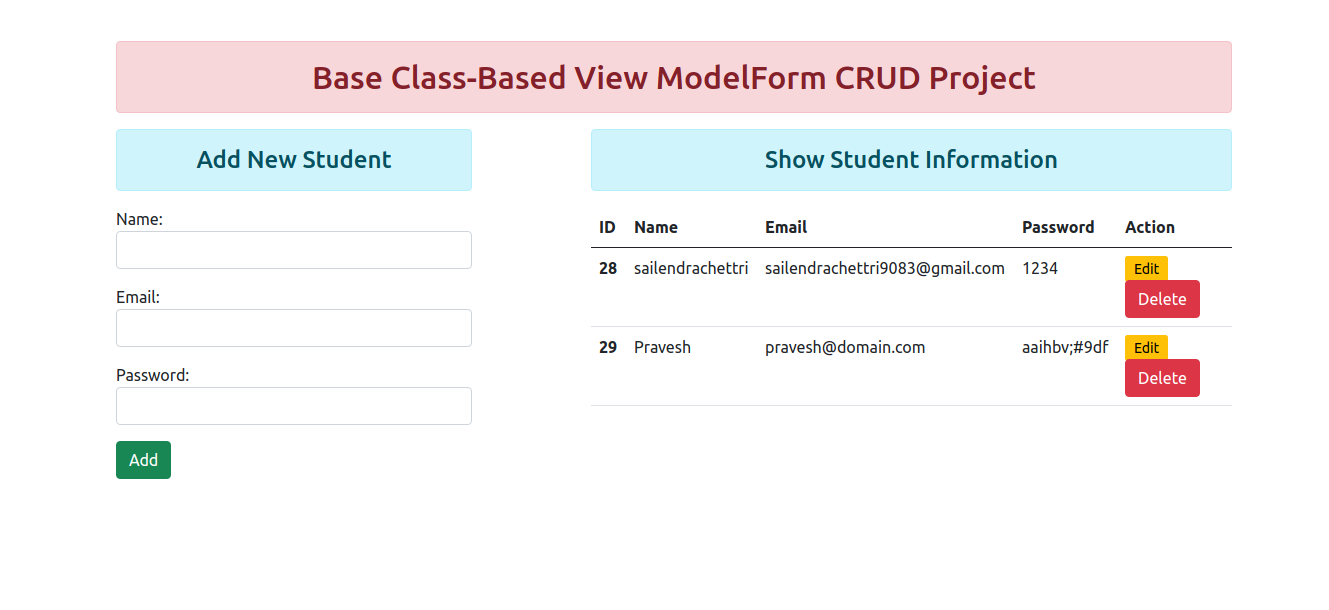 Base Class-Based View ModelForm CRUD Project
Add New Student
Name:
Email:
Password:
Add
Show Student Information
ID Name Email Password Action
28 sailendrachettri sailendrachettri9083@gmail.com 1234 Edit
Delete
29 Pravesh pravesh@domain.com aaihbv;#9df Edit
Delete